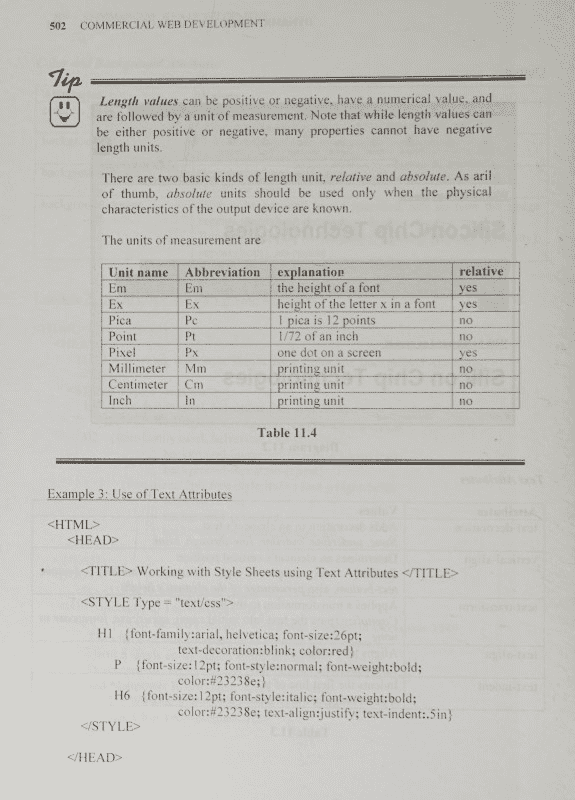 502 COMMERCIAL WEB DEVELOPMENT
Tip
Length values can be positive or negative, have a numerical value, and
are followed by a unit of measurement. Note that while length values can
be either positive or negative, many properties cannot have negative
length units.
There are two basic kinds of length unit, relative and absolute. As aril
of thumb, absolute units should be used only when the physical
characteristics of the output device are known.
The units of measurement are
Unit name Abbreviation explanation relative
Em Em the height of a font yes
Ex Ex height of the letter x in a font yes
Pica Pc 1 pica is 12 points no
Point Pt 1/72 of an inch no
Pixel Px one dot on a screen yes
Millimeter Mm printing unit no
Centimeter Cm printing unit no
Inch In printing unit no
Table 11.4
Example 3: Use of Text Attributes
<HTML>
<HEAD>
<TITLE> Working with Style Sheets using Text Attributes </TITLE>
<STYLE Type = "text/css">
H1 {font-family:arial, helvetica; font-size:26pt;
text-decoration:blink; color:red}
P {font-size:12pt; font-style:normal; font-weight:bold;
color:#23238e;}
H6 {font-size:12pt; font-style:italic; font-weight:bold;
color:#23238e; text-align:justify; text-indent:.5in}
</STYLE>
</HEAD>